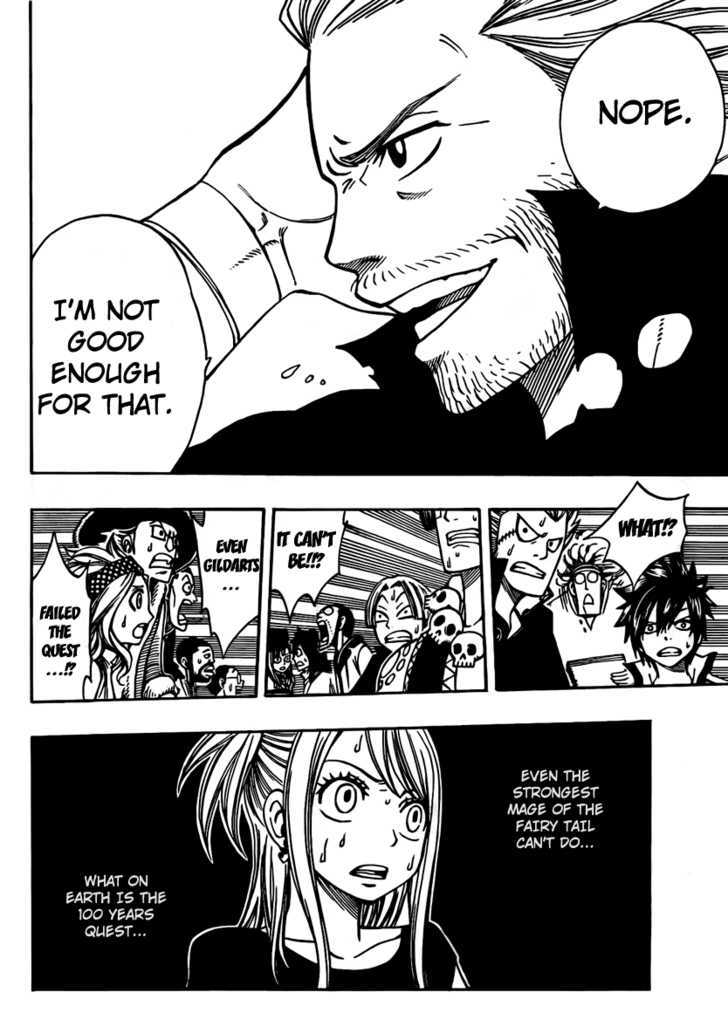 NOPE.
I'M NOT
GOOD
ENOUGH
FOR THAT.
WHAT!?
IT CAN'T
BE!!!?
EVEN
GILDARTS
...
FAILED
THE
QUEST
...!?
EVEN THE
STRONGEST
MAGE OF THE
FAIRY TAIL
CAN'T DO...
WHAT ON
EARTH IS THE
100 YEARS
QUEST...